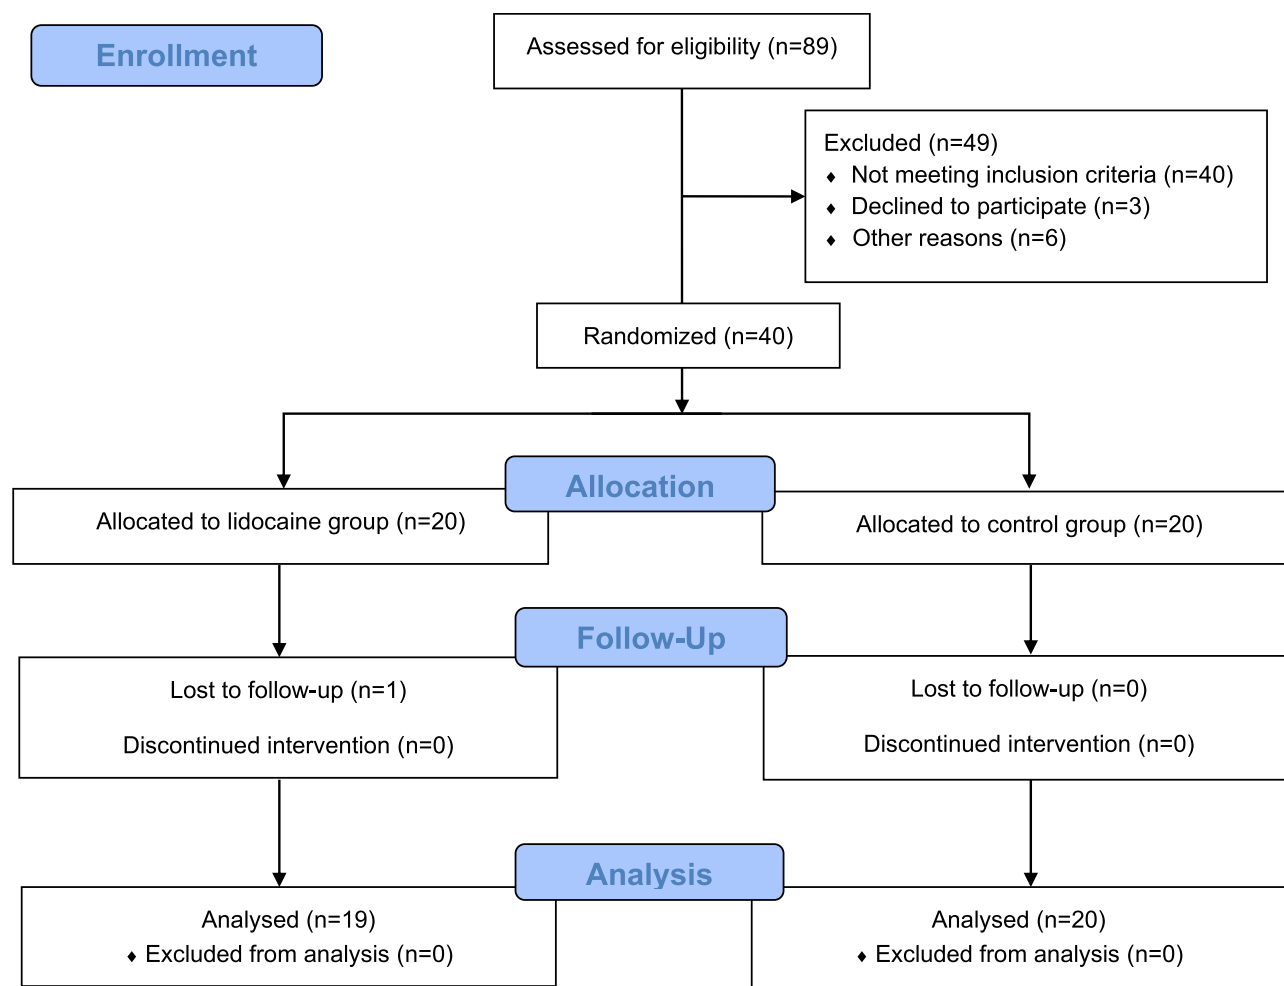 Enrollment
Assessed for eligibility (n=89)
Excluded (n=49)
⬧ Not meeting inclusion criteria (n=40)
⬧ Declined to participate (n=3)
⬧ Other reasons (n=6)
Randomized (n=40)
Allocation
Allocated to lidocaine group (n=20)
Allocated to control group (n=20)
Follow-Up
Lost to follow-up (n=1)
Discontinued intervention (n=0)
Lost to follow-up (n=0)
Discontinued intervention (n=0)
Analysis
Analysed (n=19)
⬧ Excluded from analysis (n=0)
Analysed (n=20)
⬧ Excluded from analysis (n=0)